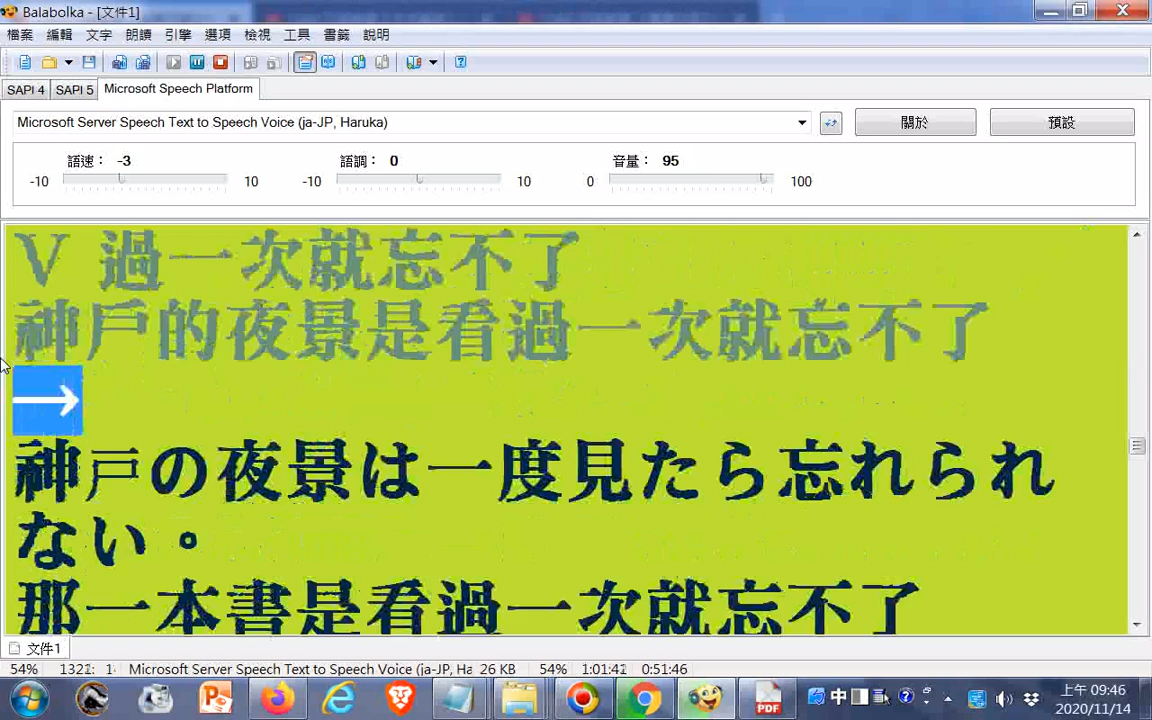 Balabolka - [文件1]
檔案 編輯 文字 朗讀 引擎 選項 檢視 工具 書籤 說明
SAPI 4 SAPI 5 Microsoft Speech Platform
Microsoft Server Speech Text to Speech Voice (ja-JP, Haruka) 關於 預設
語速： -3 語調： 0 音量： 95
-10 10 -10 10 0 100
V 過一次就忘不了
神戶的夜景是看過一次就忘不了
→
神戸の夜景は一度見たら忘れられ
ない。
那一本書是看過一次就忘不了
文件1
54% Microsoft Server Speech Text to Speech Voice (ja-JP, Ha 26 KB 54% 0:51:46
中 PDF 上午 09:46
2020/11/14